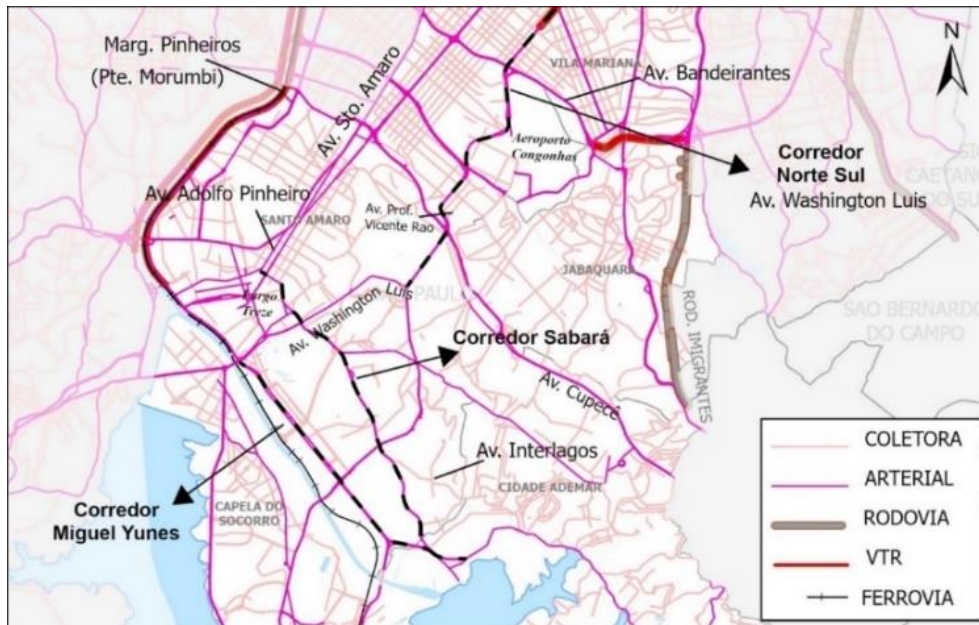 Marg. Pinheiros
(Pte. Morumbi)
Av. Sto. Amaro
VILA MARIANA
Av. Bandeirantes
N
Aeroporto
Congonhas
Corredor
Norte Sul
Av. Washington Luis
Av. Adolfo Pinheiro
SANTO AMARO
Av. Prof.
Vicente Rao
JABAQUARA
SAO BERNARDO
DO CAMPO
Largo
Treze
Av. Washington Luis
Corredor Sabará
ROD. IMIGRANTES
Av. Cupecê
Av. Interlagos
CIDADE ADEMAR
CAPELA DO
SOCORRO
Corredor
Miguel Yunes
COLETORA
ARTERIAL
RODOVIA
VTR
FERROVIA